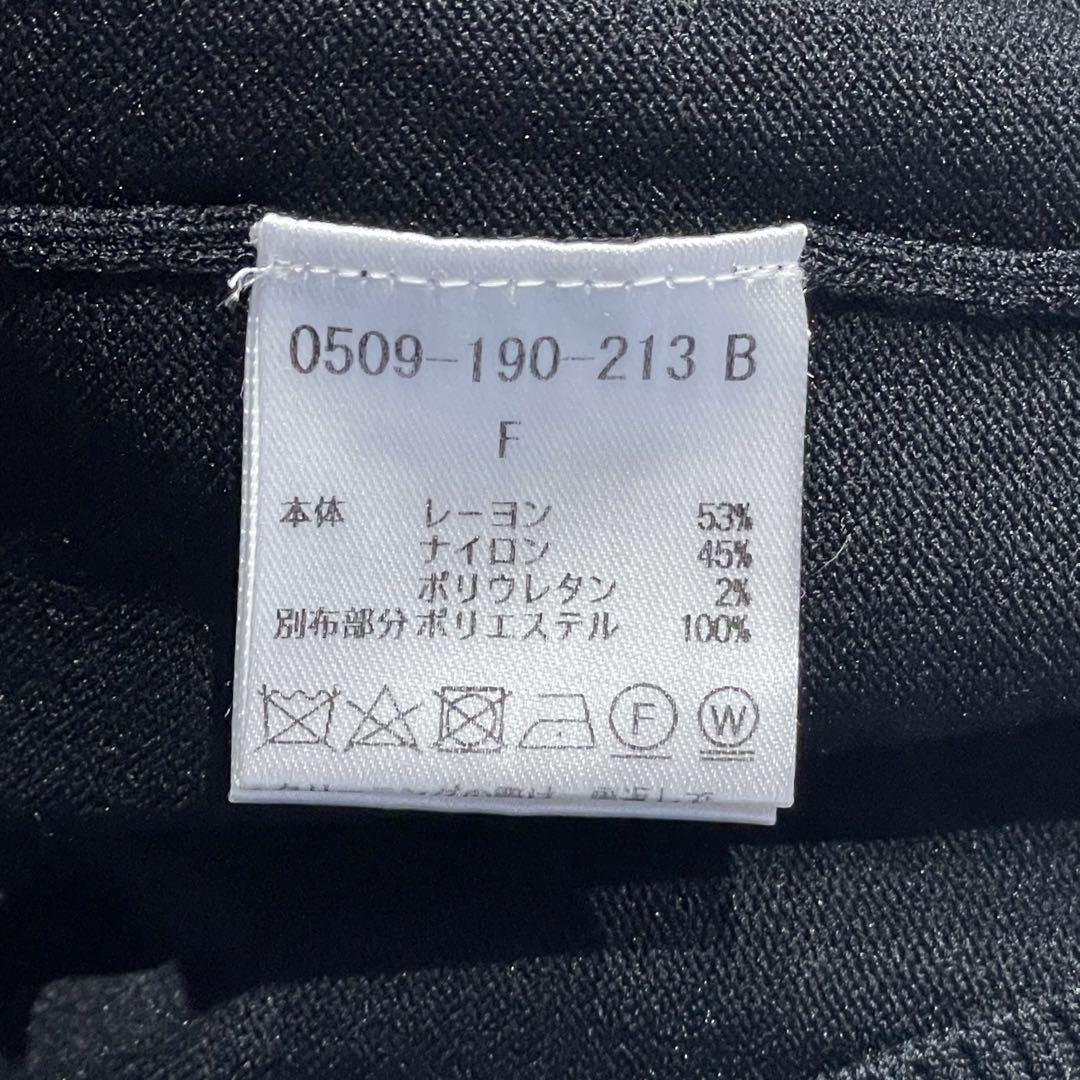 0509-190-213 B
F
本体 レーヨン 53%
ナイロン 45%
ポリウレタン 2%
別布部分 ポリエステル 100%
F W